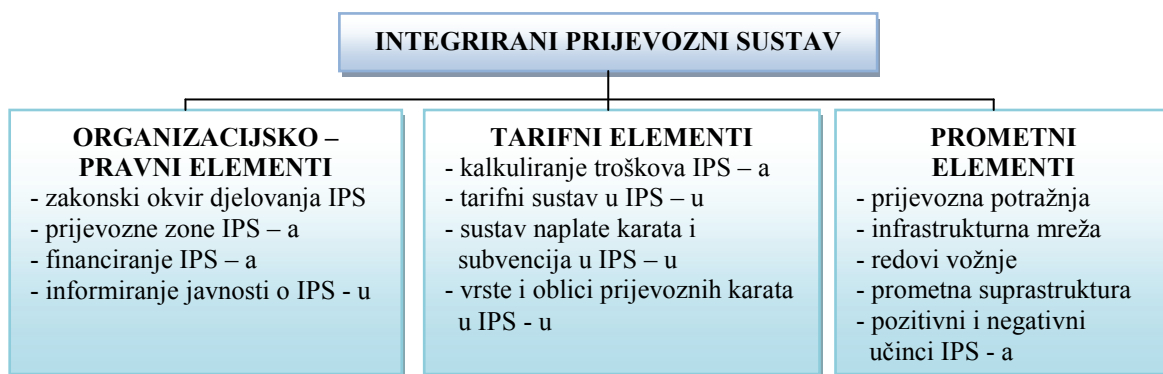 INTEGRIRANI PRIJEVOZNI SUSTAV
ORGANIZACIJSKO –
PRAVNI ELEMENTI
- zakonski okvir djelovanja IPS
- prijevozne zone IPS – a
- financiranje IPS – a
- informiranje javnosti o IPS - u
TARIFNI ELEMENTI
- kalkuliranje troškova IPS – a
- tarifni sustav u IPS – u
- sustav naplate karata i
subvencija u IPS – u
- vrste i oblici prijevoznih karata
u IPS - u
PROMETNI
ELEMENTI
- prijevozna potražnja
- infrastrukturna mreža
- redovi vožnje
- prometna suprastruktura
- pozitivni i negativni
učinci IPS - a